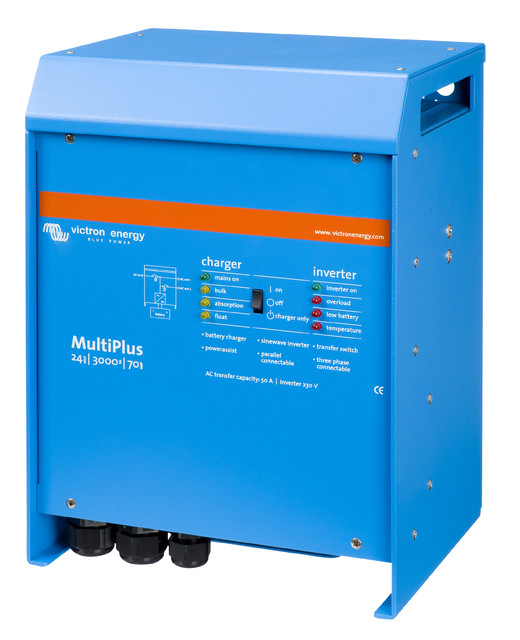 victron energy
BLUE POWER
www.victronenergy.com
charger
mains on
bulk
absorption
float
on
off
charger only
inverter
inverter on
overload
low battery
temperature
MultiPlus
24 | 3000 | 70
• battery charger
• powerassist
• sinewave inverter
• parallel
connectable
• transfer switch
• three phase
connectable
AC transfer capacity: 50 A | Inverter 230 V
CE